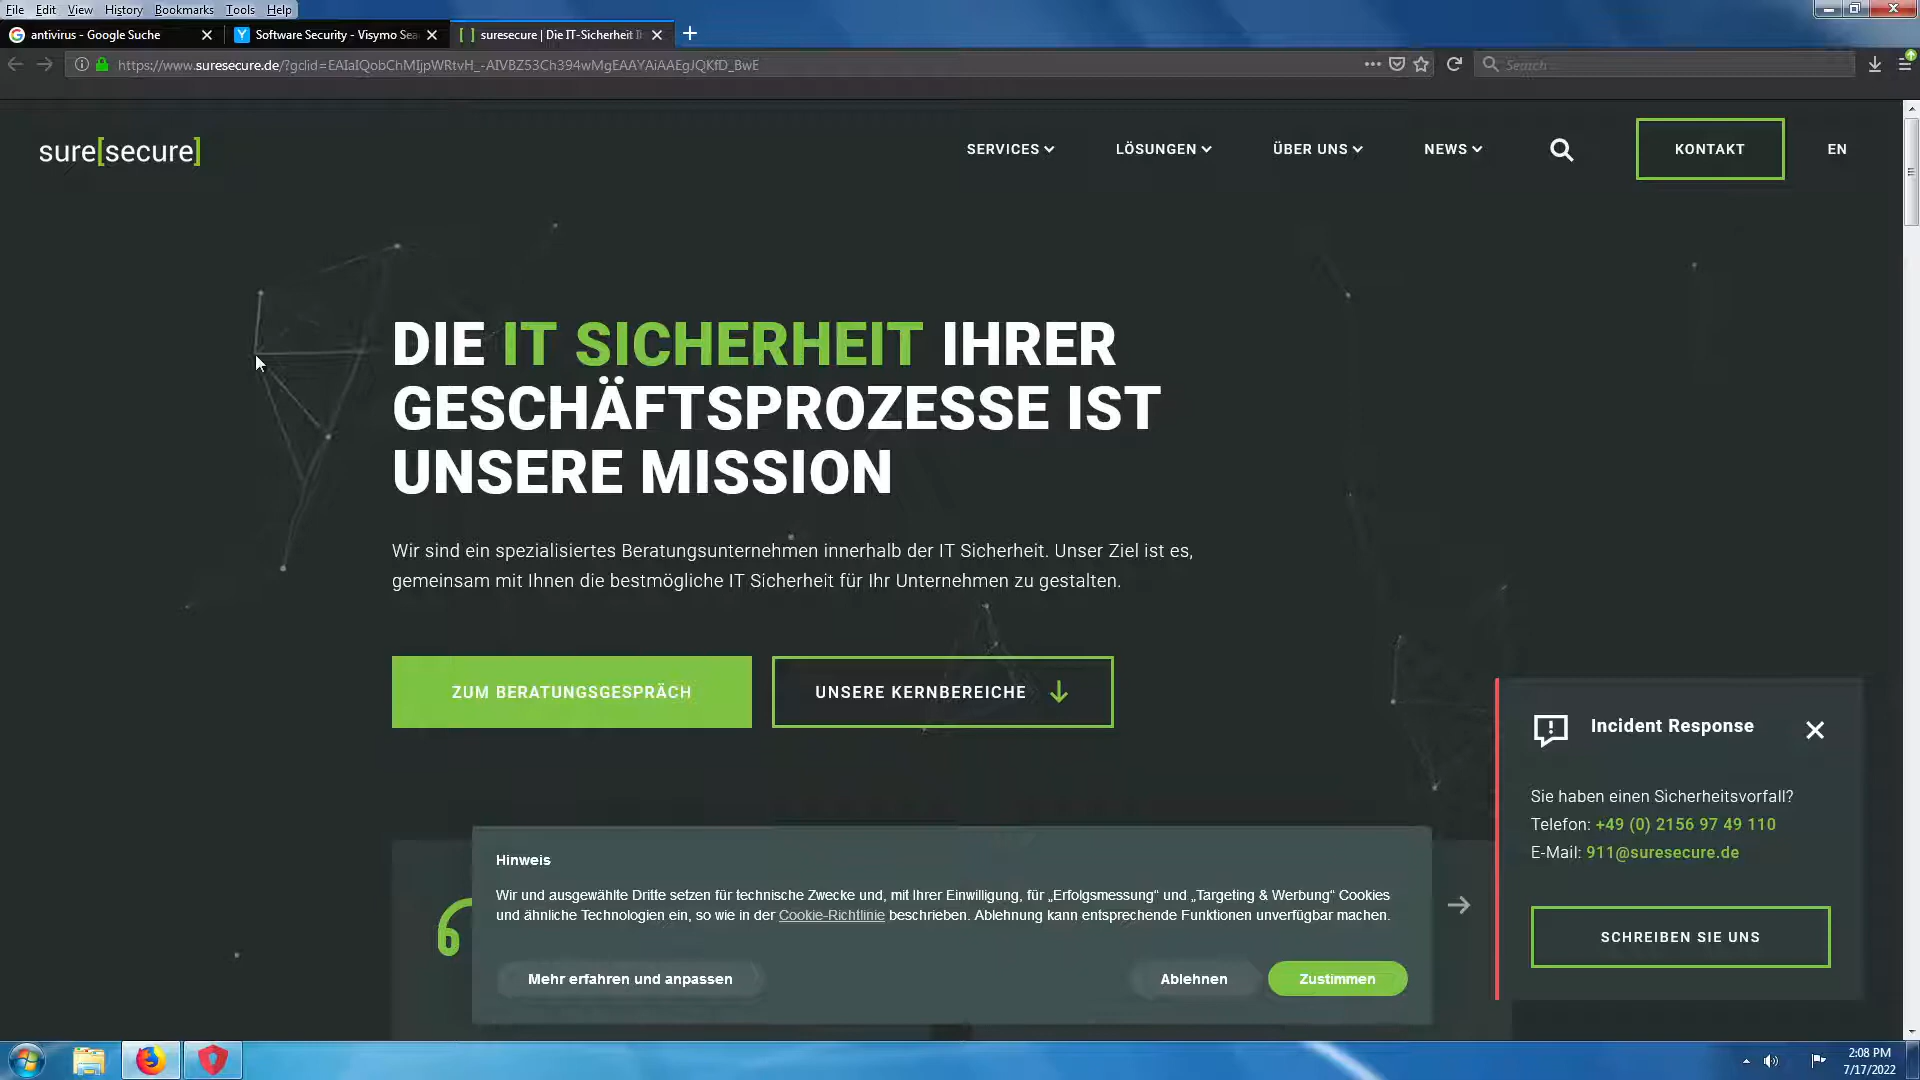 File Edit View History Bookmarks Tools Help
antivirus - Google Suche
Software Security - Visymo Sea
suresecure | Die IT-Sicherheit I
https://www.suresecure.de/?gclid=EAIaIQobChMIjpWRtvH_-AIVBZ53Ch394wMgEAAYAiAAEgJQKfD_BwE
Search
sure[secure]
SERVICES LÖSUNGEN ÜBER UNS NEWS KONTAKT EN
DIE IT SICHERHEIT IHRER
GESCHÄFTSPROZESSE IST
UNSERE MISSION
Wir sind ein spezialisiertes Beratungsunternehmen innerhalb der IT Sicherheit. Unser Ziel ist es,
gemeinsam mit Ihnen die bestmögliche IT Sicherheit für Ihr Unternehmen zu gestalten.
ZUM BERATUNGSGESPRÄCH
UNSERE KERNBEREICHE
Incident Response
Sie haben einen Sicherheitsvorfall?
Telefon: +49 (0) 2156 97 49 110
E-Mail: 911@suresecure.de
SCHREIBEN SIE UNS
Hinweis
Wir und ausgewählte Dritte setzen für technische Zwecke und, mit Ihrer Einwilligung, für „Erfolgsmessung“ und „Targeting & Werbung“ Cookies
und ähnliche Technologien ein, so wie in der Cookie-Richtlinie beschrieben. Ablehnung kann entsprechende Funktionen unverfügbar machen.
Mehr erfahren und anpassen
Ablehnen
Zustimmen
2:08 PM
7/17/2022